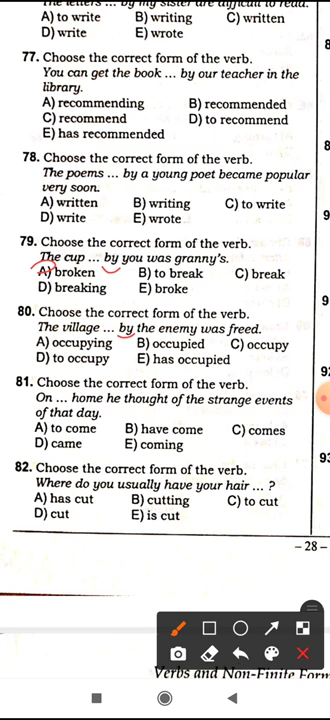 The letters ... by my sister are difficult to read.
A) to write B) writing C) written
D) write E) wrote
77. Choose the correct form of the verb.
You can get the book ... by our teacher in the
library.
A) recommending B) recommended
C) recommend D) to recommend
E) has recommended
78. Choose the correct form of the verb.
The poems ... by a young poet became popular
very soon.
A) written B) writing C) to write
D) write E) wrote
79. Choose the correct form of the verb.
The cup ... by you was granny's.
A) broken B) to break C) break
D) breaking E) broke
80. Choose the correct form of the verb.
The village ... by the enemy was freed.
A) occupying B) occupied C) occupy
D) to occupy E) has occupied
81. Choose the correct form of the verb.
On ... home he thought of the strange events
of that day.
A) to come B) have come C) comes
D) came E) coming
82. Choose the correct form of the verb.
Where do you usually have your hair ... ?
A) has cut B) cutting C) to cut
D) cut E) is cut
– 28 –
8
8
9
9
92
93
Verbs and Non-Finite Form